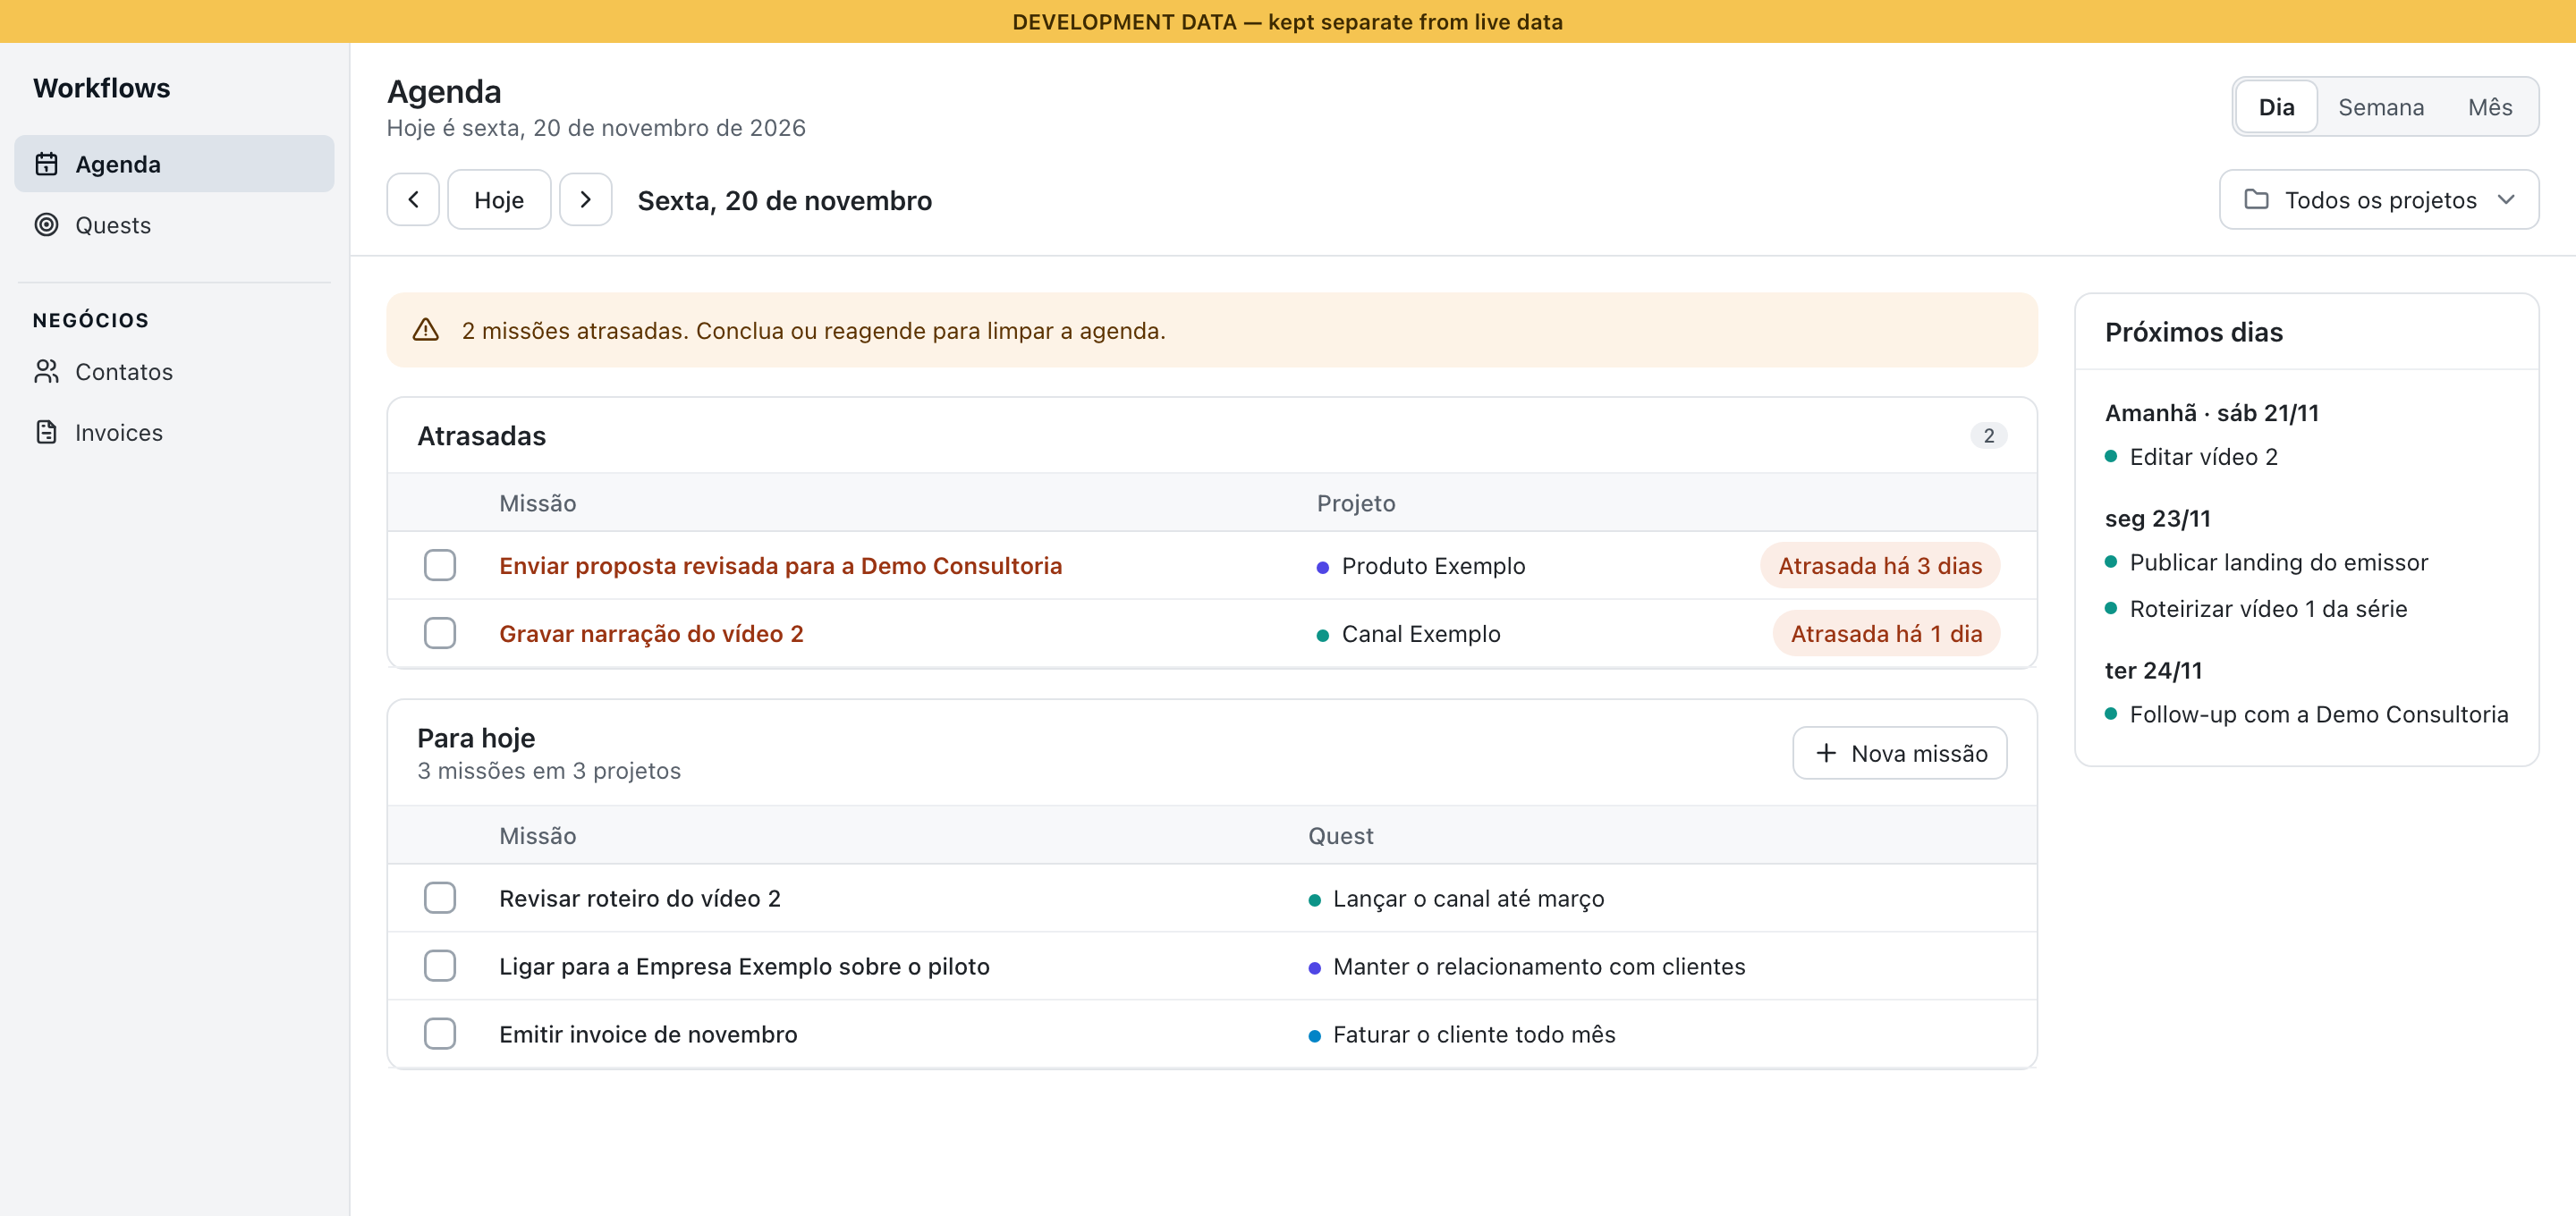 DEVELOPMENT DATA — kept separate from live data
Workflows
Agenda
Quests
NEGÓCIOS
Contatos
Invoices
Agenda
Hoje é sexta, 20 de novembro de 2026
Dia Semana Mês
Hoje
Sexta, 20 de novembro
Todos os projetos
2 missões atrasadas. Conclua ou reagende para limpar a agenda.
Atrasadas 2
Missão Projeto
Enviar proposta revisada para a Demo Consultoria Produto Exemplo Atrasada há 3 dias
Gravar narração do vídeo 2 Canal Exemplo Atrasada há 1 dia
Para hoje
3 missões em 3 projetos
Nova missão
Missão Quest
Revisar roteiro do vídeo 2 Lançar o canal até março
Ligar para a Empresa Exemplo sobre o piloto Manter o relacionamento com clientes
Emitir invoice de novembro Faturar o cliente todo mês
Próximos dias
Amanhã · sáb 21/11
Editar vídeo 2
seg 23/11
Publicar landing do emissor
Roteirizar vídeo 1 da série
ter 24/11
Follow-up com a Demo Consultoria